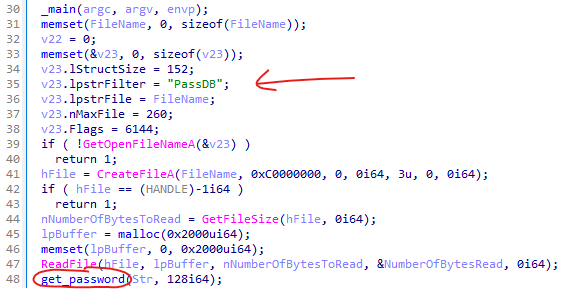 30 _main(argc, argv, envp);
31 memset(FileName, 0, sizeof(FileName));
32 v22 = 0;
33 memset(&v23, 0, sizeof(v23));
34 v23.lStructSize = 152;
35 v23.lpstrFilter = "PassDB";
36 v23.lpstrFile = FileName;
37 v23.nMaxFile = 260;
38 v23.Flags = 6144;
39 if ( !GetOpenFileNameA(&v23) )
40 return 1;
41 hFile = CreateFileA(FileName, 0xC0000000, 0, 0i64, 3u, 0, 0i64);
42 if ( hFile == (HANDLE)-1i64 )
43 return 1;
44 nNumberOfBytesToRead = GetFileSize(hFile, 0i64);
45 lpBuffer = malloc(0x2000ui64);
46 memset(lpBuffer, 0, 0x2000ui64);
47 ReadFile(hFile, lpBuffer, nNumberOfBytesToRead, &NumberOfBytesRead, 0i64);
48 get_password(Str, 128i64);